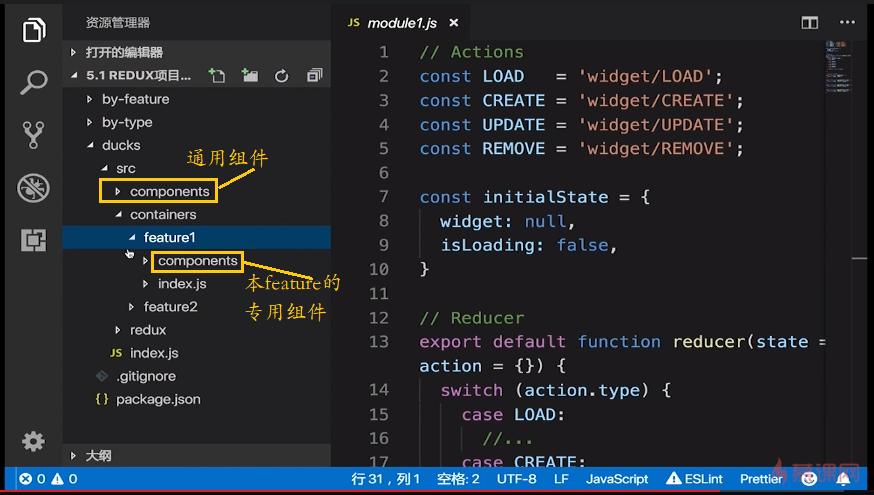 资源管理器
打开的编辑器
5.1 REDUX项目...
by-feature
by-type
ducks
src
components
containers
feature1
components
index.js
feature2
redux
JS index.js
.gitignore
{} package.json
大纲
通用组件
本feature的
专用组件
JS module1.js ×
1 // Actions
2 const LOAD   = 'widget/LOAD';
3 const CREATE = 'widget/CREATE';
4 const UPDATE = 'widget/UPDATE';
5 const REMOVE = 'widget/REMOVE';
6
7 const initialState = {
8   widget: null,
9   isLoading: false,
10 }
11
12 // Reducer
13 export default function reducer(state =
action = {}) {
14   switch (action.type) {
15     case LOAD:
16       //...
17     case CREATE:
0 0 行 31，列 1 空格: 2 UTF-8 LF JavaScript ESLint Prettier
慕课网